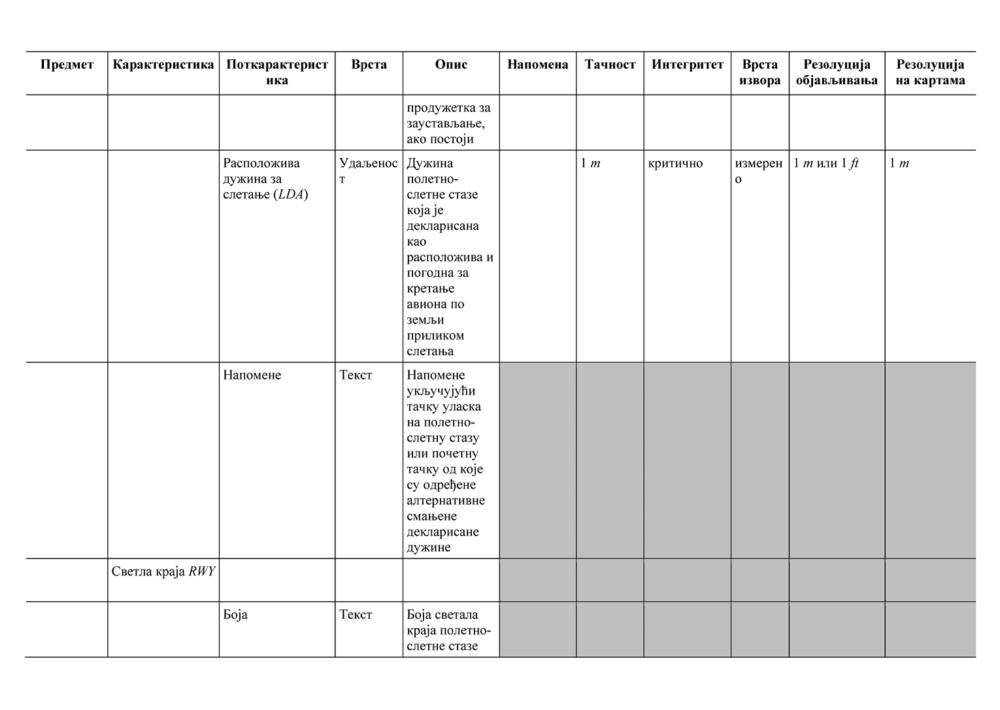 Предмет Карактеристика Поткарактерист Врста Опис Напомена Тачност Интегритет Врста Резолуција Резолуција
ика извора објављивања на картама
продужетка за
заустављање,
ако постоји
Расположива Удаљенос Дужина 1 m критично измерен 1 m или 1 ft 1 m
дужина за т полетно- о
слетање (LDA) слетне стазе
која је
декларисана
као
расположива и
погодна за
кретање
авиона по
земљи
приликом
слетања
Напомене Текст Напомене
укључујући
тачку уласка
на полетно-
слетну стазу
или почетну
тачку од које
су одређене
алтернативне
смањене
декларисане
дужине
Светла краја RWY
Боја Текст Боја светала
краја полетно-
слетне стазе